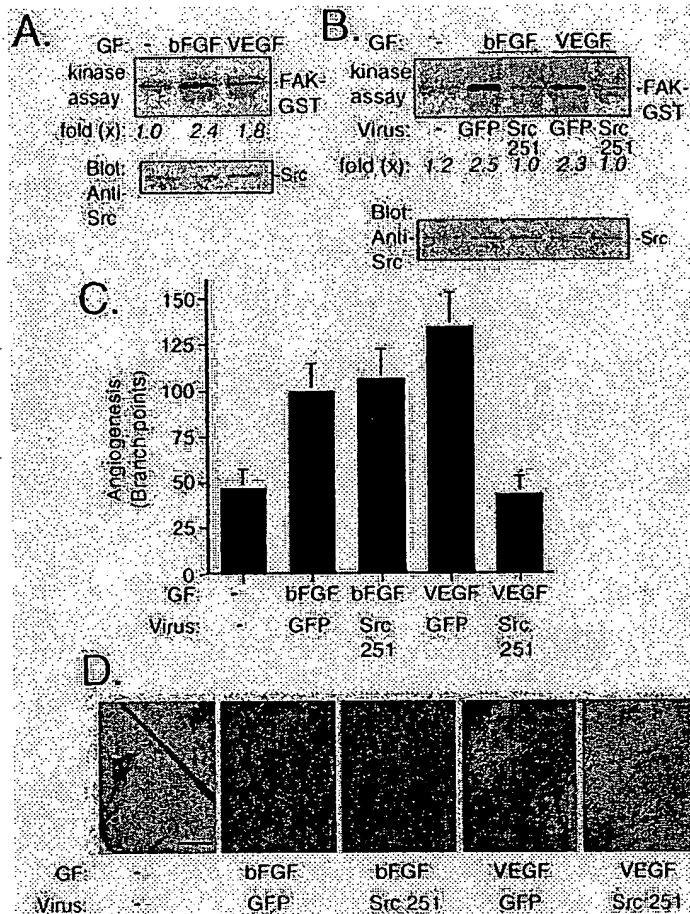 A.
GF: - bFGF VEGF
kinase assay
-FAK-GST
fold (x) 1.0 2.4 1.8
Blot: Anti Src
-Src
B.
GF: - bFGF VEGF
kinase assay
-FAK-GST
Virus: - GFP Src 251 GFP Src 251
fold (x) 1.2 2.5 1.0 2.3 1.0
Blot: Anti- Src
-Src
C.
Angiogenesis (Branch points)
150
125
100
75
50
25
0
GF: - bFGF bFGF VEGF VEGF
Virus: - GFP Src 251 GFP Src 251
D.
GF: - bFGF bFGF VEGF VEGF
Virus: - GFP Src 251 GFP Src 251